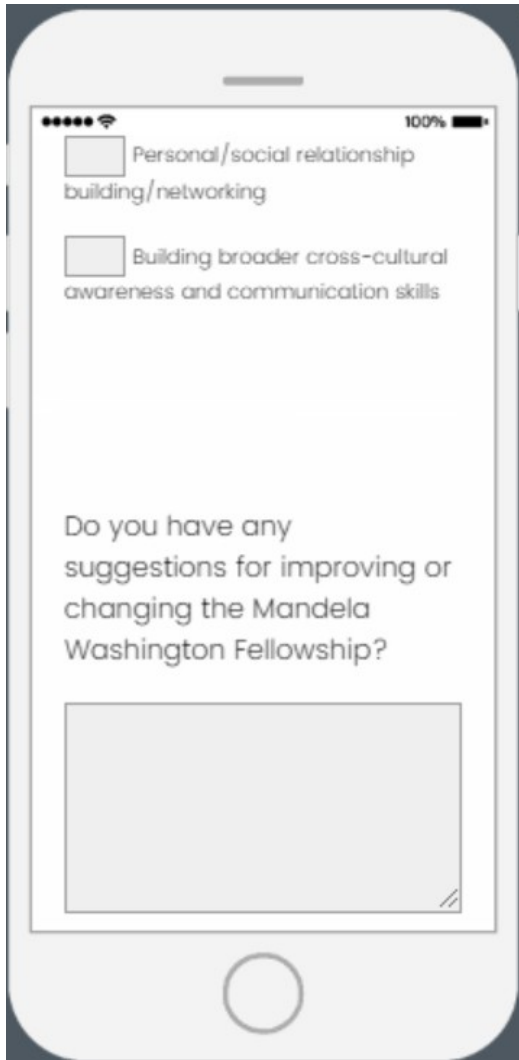 100%
Personal/social relationship
building/networking
Building broader cross-cultural
awareness and communication skills
Do you have any
suggestions for improving or
changing the Mandela
Washington Fellowship?